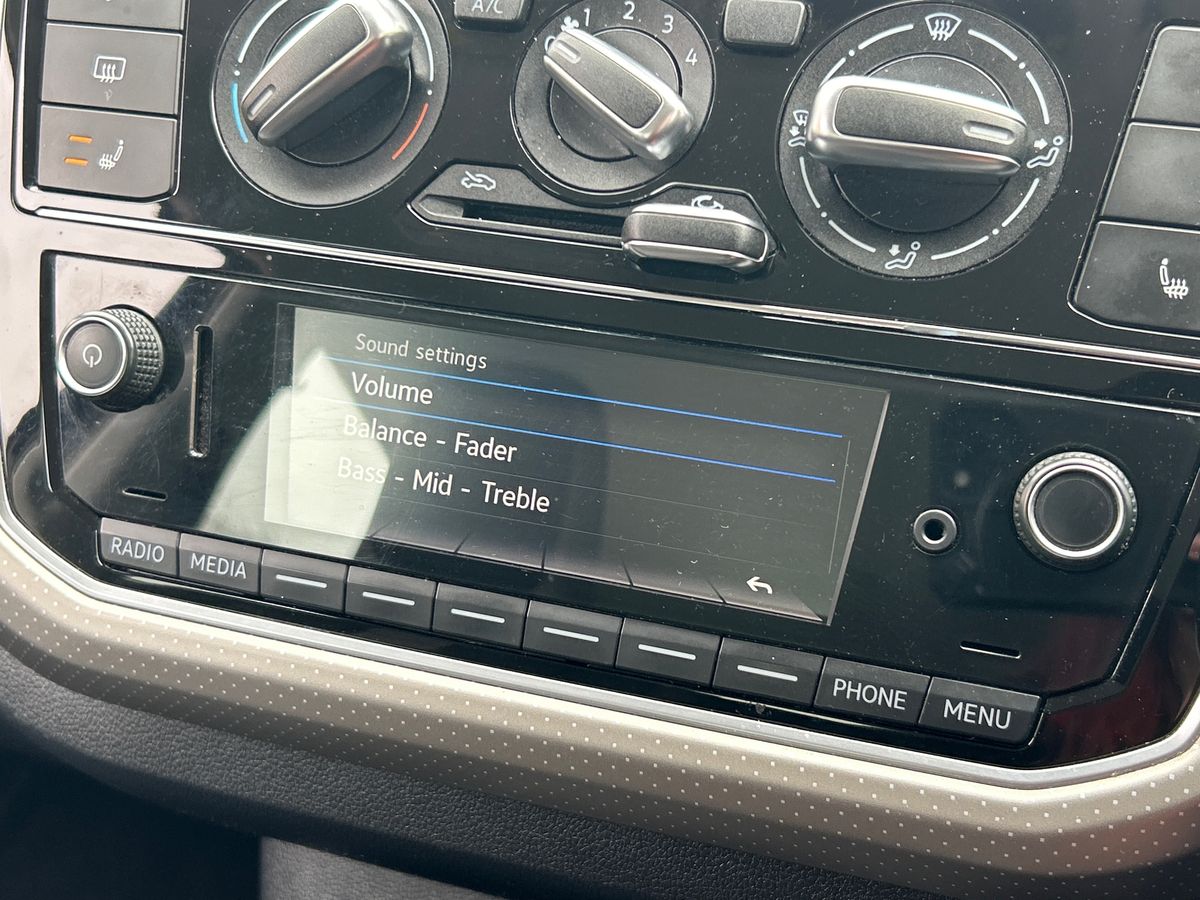 A/C
1 2 3 4
Sound settings
Volume
Balance - Fader
Bass - Mid - Treble
RADIO
MEDIA
PHONE
MENU